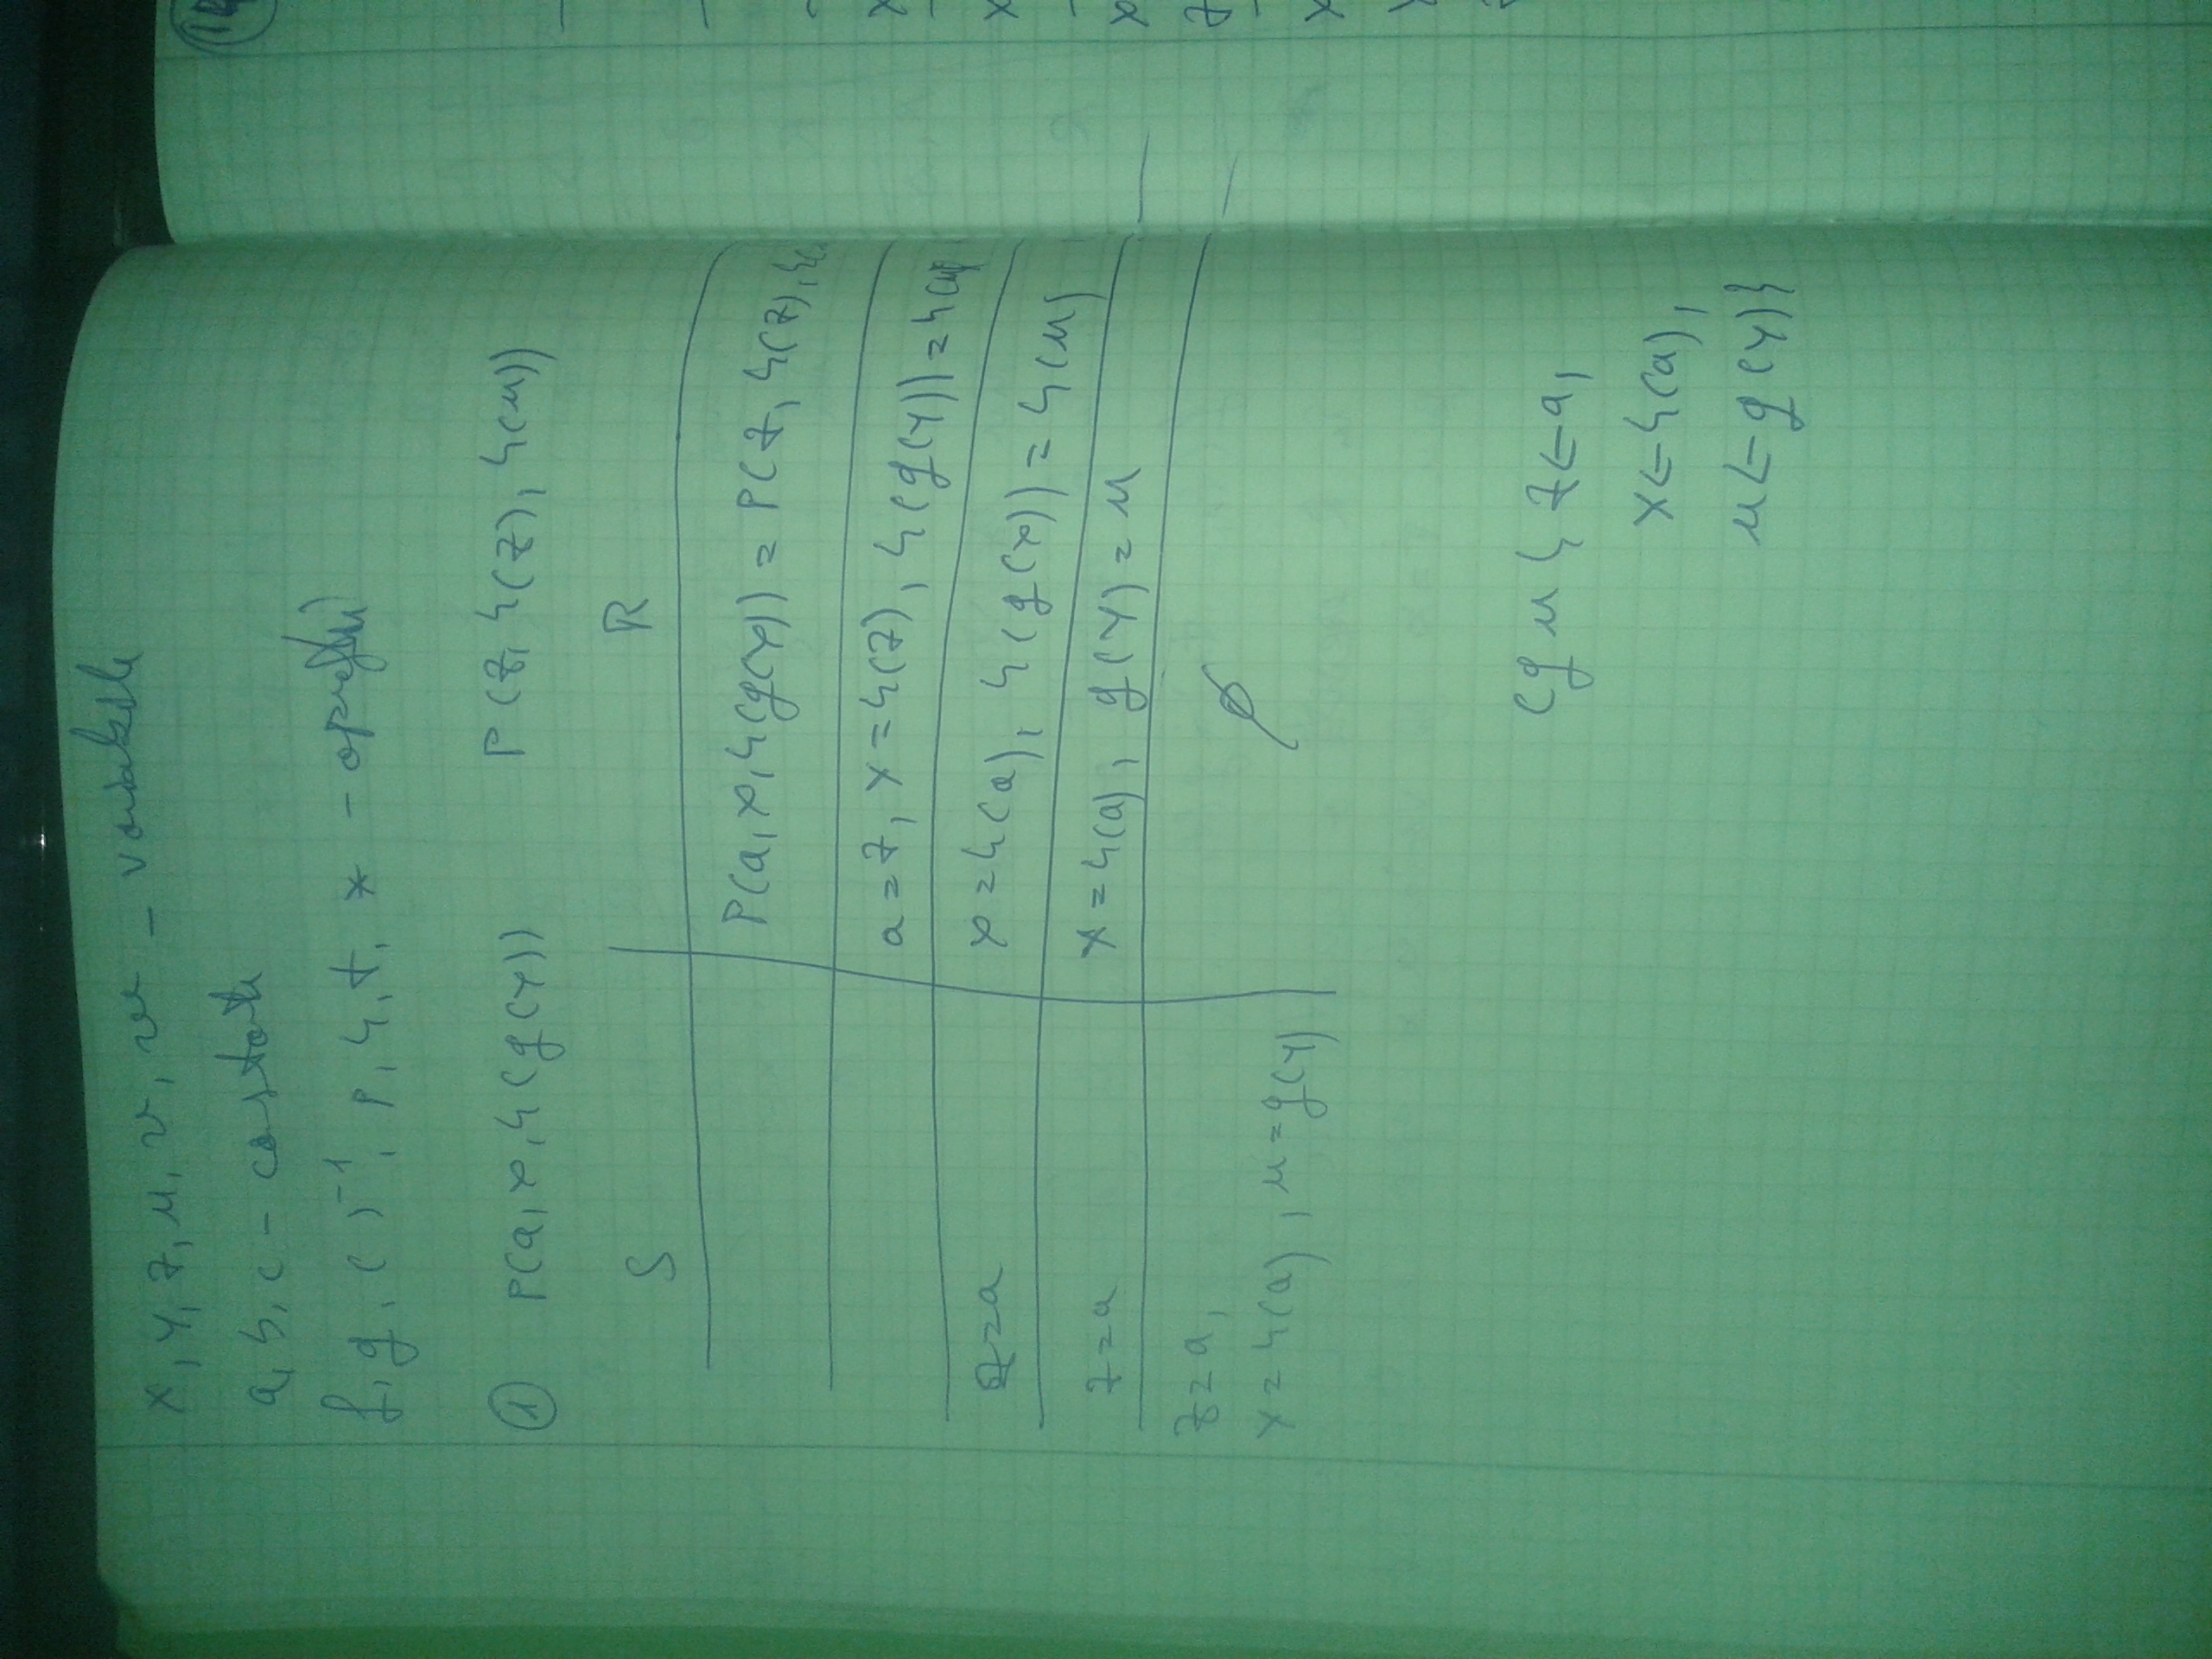 x, y, z, u, v, w - variabile
a, b, c - constante
f, g, ( )⁻¹, p, h, +, * - operații
① P(a, x, h(g(y)) P(z, h(z), h(u))
S R
P(a, x, h(g(y)) = P(z, h(z), h(
a = z, x = h(z), h(g(y)) = h(u)
z = a x = h(a), h(g(y)) = h(u)
z = a x = h(a), g(y) = u
z = a,
x = h(a), u = g(y) ∅
cgu { z ← a,
x ← h(a),
u ← g(y)}